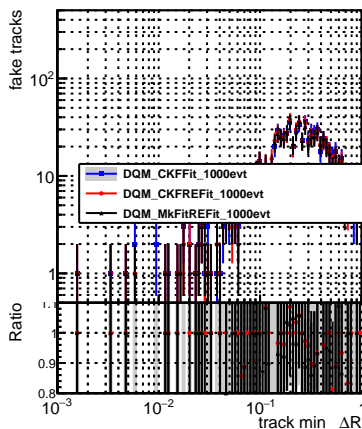 fake tracks
10²
10
1
DQM_CKFFit_1000evt
DQM_CKFREFit_1000evt
DQM_MkFitREFit_1000evt
Ratio
1
0.9
0.8
10⁻³
10⁻²
10⁻¹
1
track min ΔR